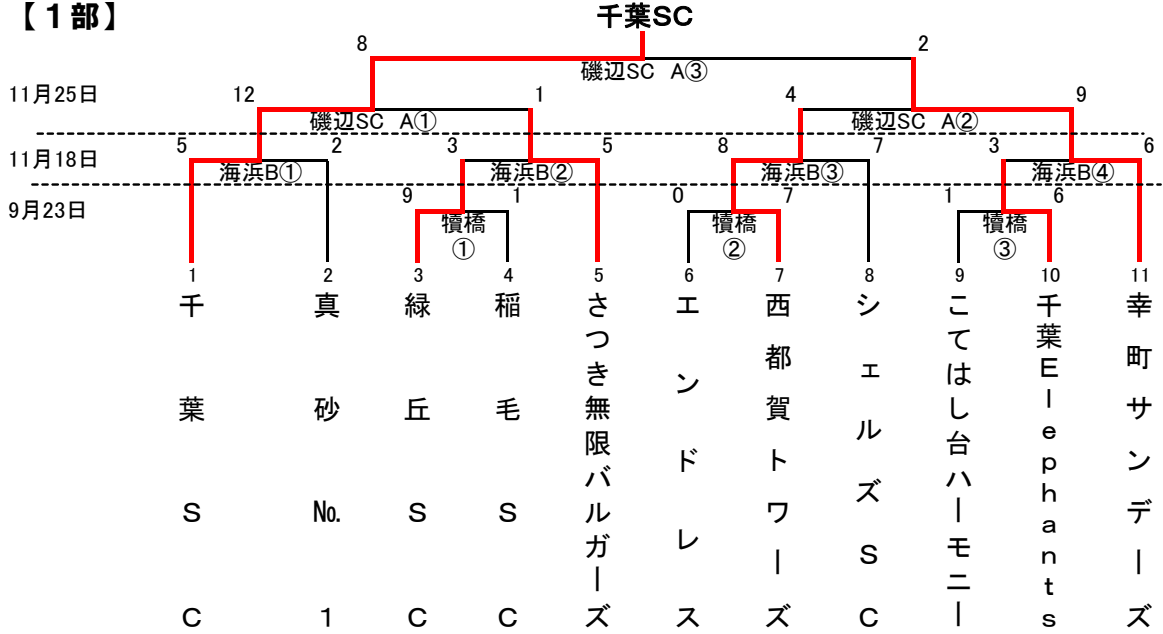 【1部】
千葉SC
8
2
磯辺SC A③
11月25日
12
1
4
9
磯辺SC A①
磯辺SC A②
11月18日
5
2
3
5
8
7
3
6
海浜B①
海浜B②
海浜B③
海浜B④
9月23日
9
1
0
7
1
6
犢橋
①
犢橋
②
犢橋
③
1
2
3
4
5
6
7
8
9
10
11
千葉SC
真砂№1
緑丘SC
稲毛SC
さつき無限バルガーズ
エンドレス
西都賀トワーズ
シェルズSC
こてはし台ハーモニー
千葉Elephants
幸町サンデーズ